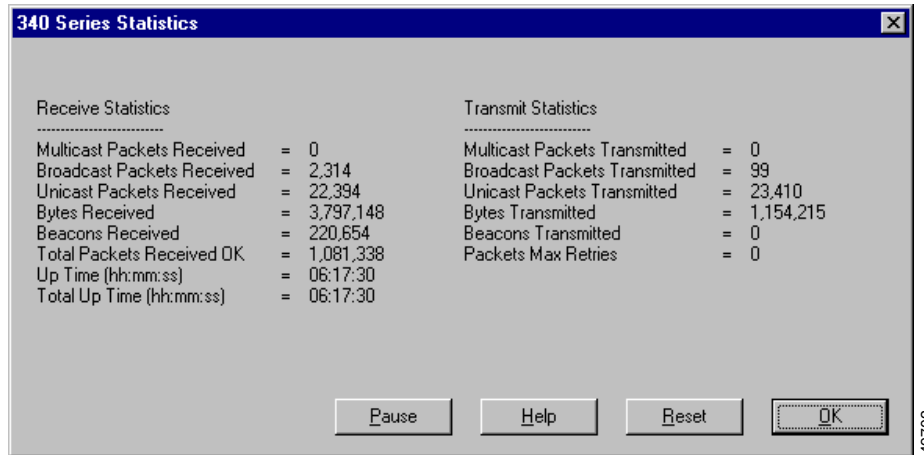 340 Series Statistics
Receive Statistics
----------------------------
Multicast Packets Received = 0
Broadcast Packets Received = 2,314
Unicast Packets Received = 22,394
Bytes Received = 3,797,148
Beacons Received = 220,654
Total Packets Received OK = 1,081,338
Up Time (hh:mm:ss) = 06:17:30
Total Up Time (hh:mm:ss) = 06:17:30
Transmit Statistics
----------------------------
Multicast Packets Transmitted = 0
Broadcast Packets Transmitted = 99
Unicast Packets Transmitted = 23,410
Bytes Transmitted = 1,154,215
Beacons Transmitted = 0
Packets Max Retries = 0
Pause
Help
Reset
OK